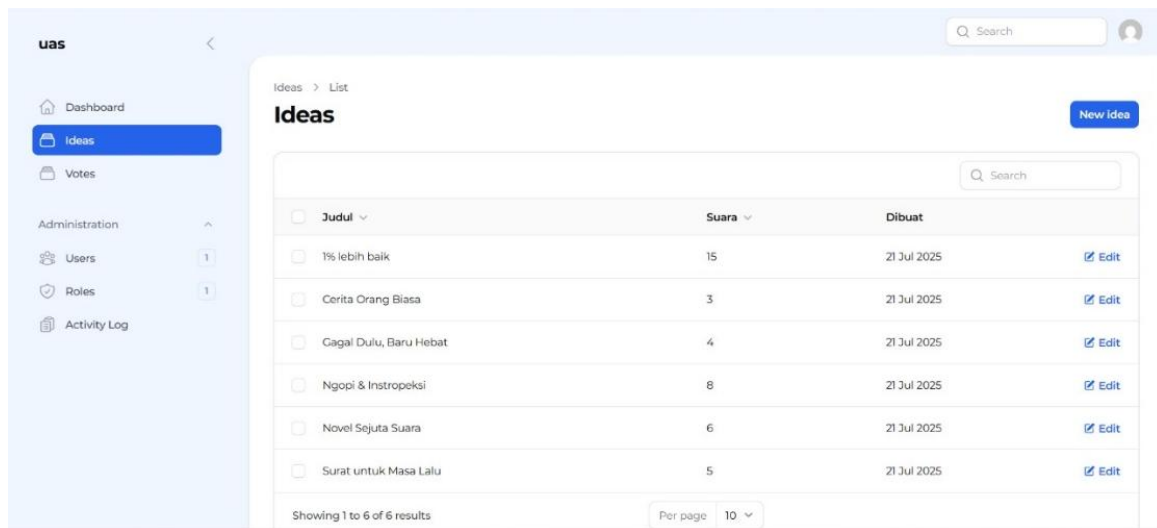 uas
Search
Dashboard
Ideas
Votes
Administration
Users 1
Roles 1
Activity Log
Ideas > List
Ideas
New idea
Search
Judul Suara Dibuat
1% lebih baik 15 21 Jul 2025 Edit
Cerita Orang Biasa 3 21 Jul 2025 Edit
Gagal Dulu, Baru Hebat 4 21 Jul 2025 Edit
Ngopi & Instropeksi 8 21 Jul 2025 Edit
Novel Sejuta Suara 6 21 Jul 2025 Edit
Surat untuk Masa Lalu 5 21 Jul 2025 Edit
Showing 1 to 6 of 6 results Per page 10